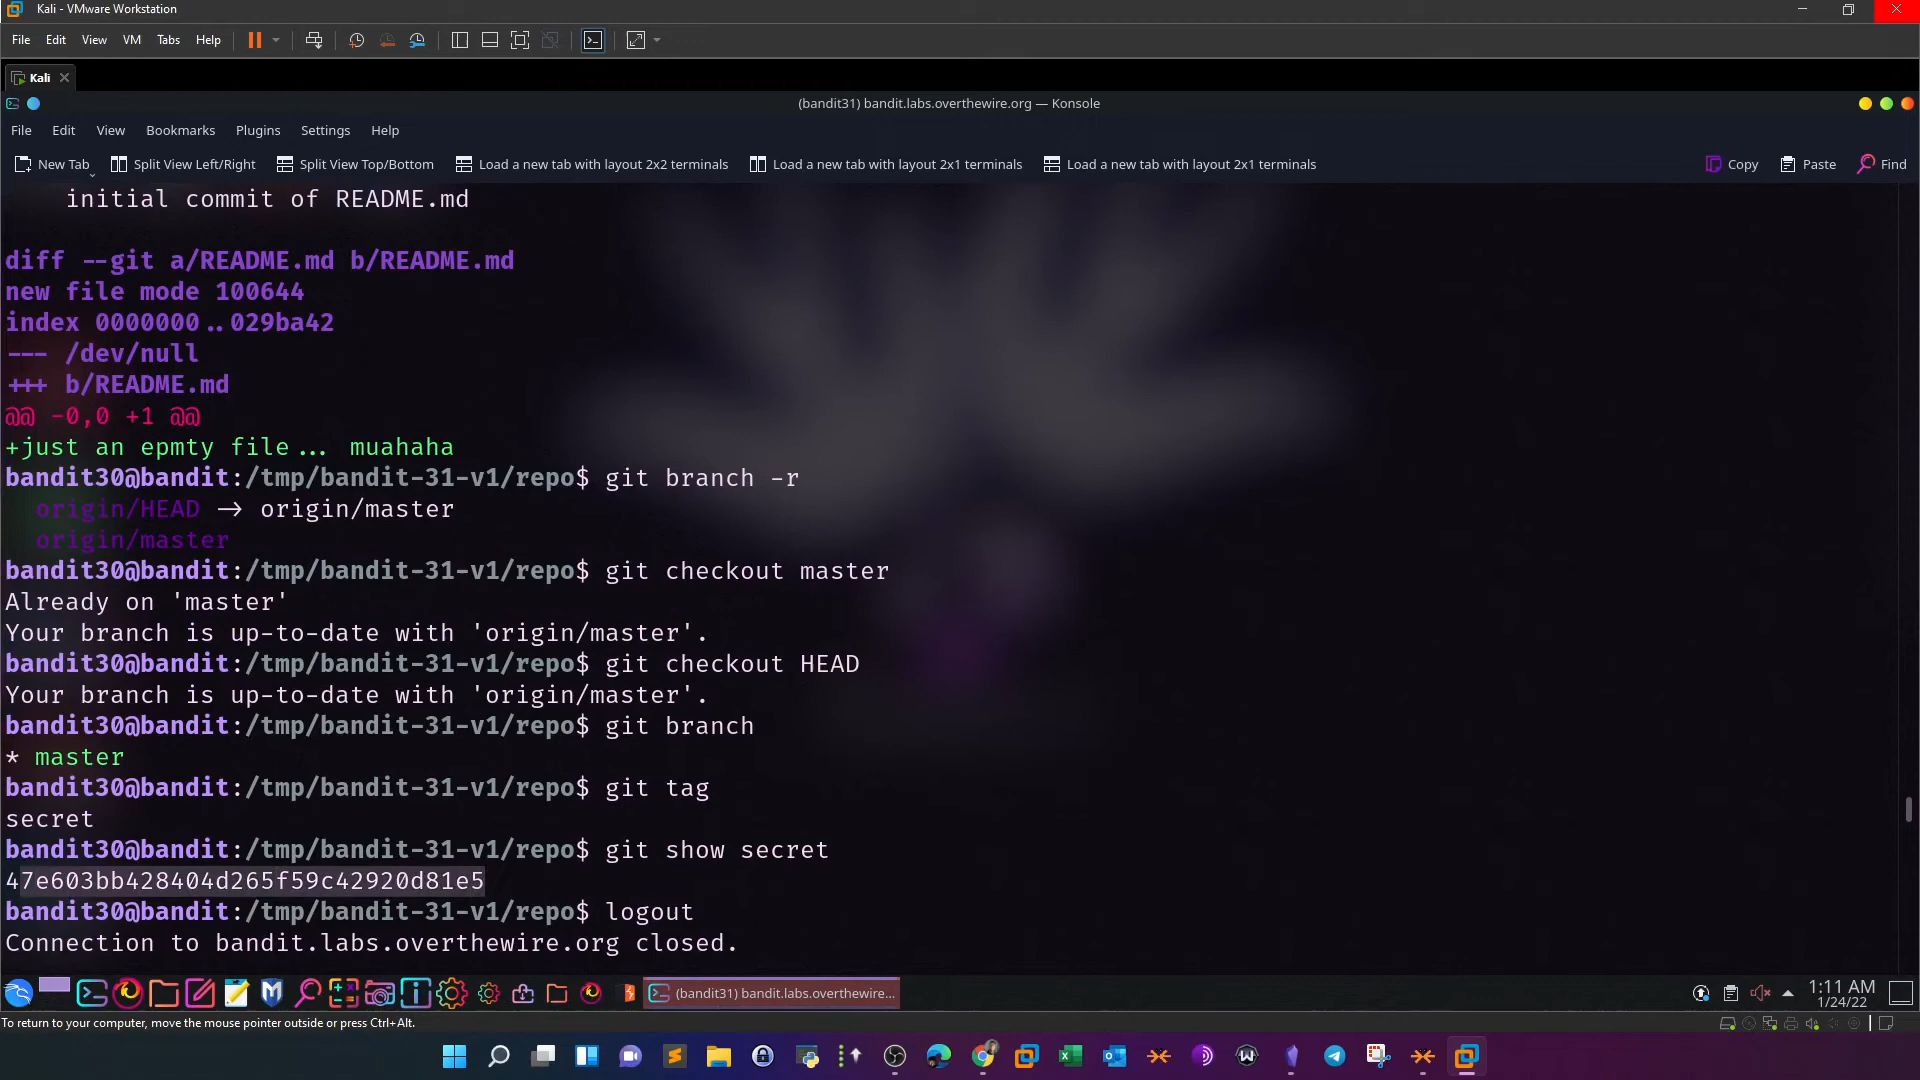 Kali - VMware Workstation
File Edit View VM Tabs Help
Kali
(bandit31) bandit.labs.overthewire.org — Konsole
File Edit View Bookmarks Plugins Settings Help
New Tab Split View Left/Right Split View Top/Bottom Load a new tab with layout 2x2 terminals Load a new tab with layout 2x1 terminals Load a new tab with layout 2x1 terminals Copy Paste Find
initial commit of README.md
diff --git a/README.md b/README.md
new file mode 100644
index 0000000..029ba42
--- /dev/null
+++ b/README.md
@@ -0,0 +1 @@
+just an epmty file... muahaha
bandit30@bandit:/tmp/bandit-31-v1/repo$ git branch -r
origin/HEAD -> origin/master
origin/master
bandit30@bandit:/tmp/bandit-31-v1/repo$ git checkout master
Already on 'master'
Your branch is up-to-date with 'origin/master'.
bandit30@bandit:/tmp/bandit-31-v1/repo$ git checkout HEAD
Your branch is up-to-date with 'origin/master'.
bandit30@bandit:/tmp/bandit-31-v1/repo$ git branch
* master
bandit30@bandit:/tmp/bandit-31-v1/repo$ git tag
secret
bandit30@bandit:/tmp/bandit-31-v1/repo$ git show secret
47e603bb428404d265f59c42920d81e5
bandit30@bandit:/tmp/bandit-31-v1/repo$ logout
Connection to bandit.labs.overthewire.org closed.
(bandit31) bandit.labs.overthewire...
1:11 AM
1/24/22
To return to your computer, move the mouse pointer outside or press Ctrl+Alt.